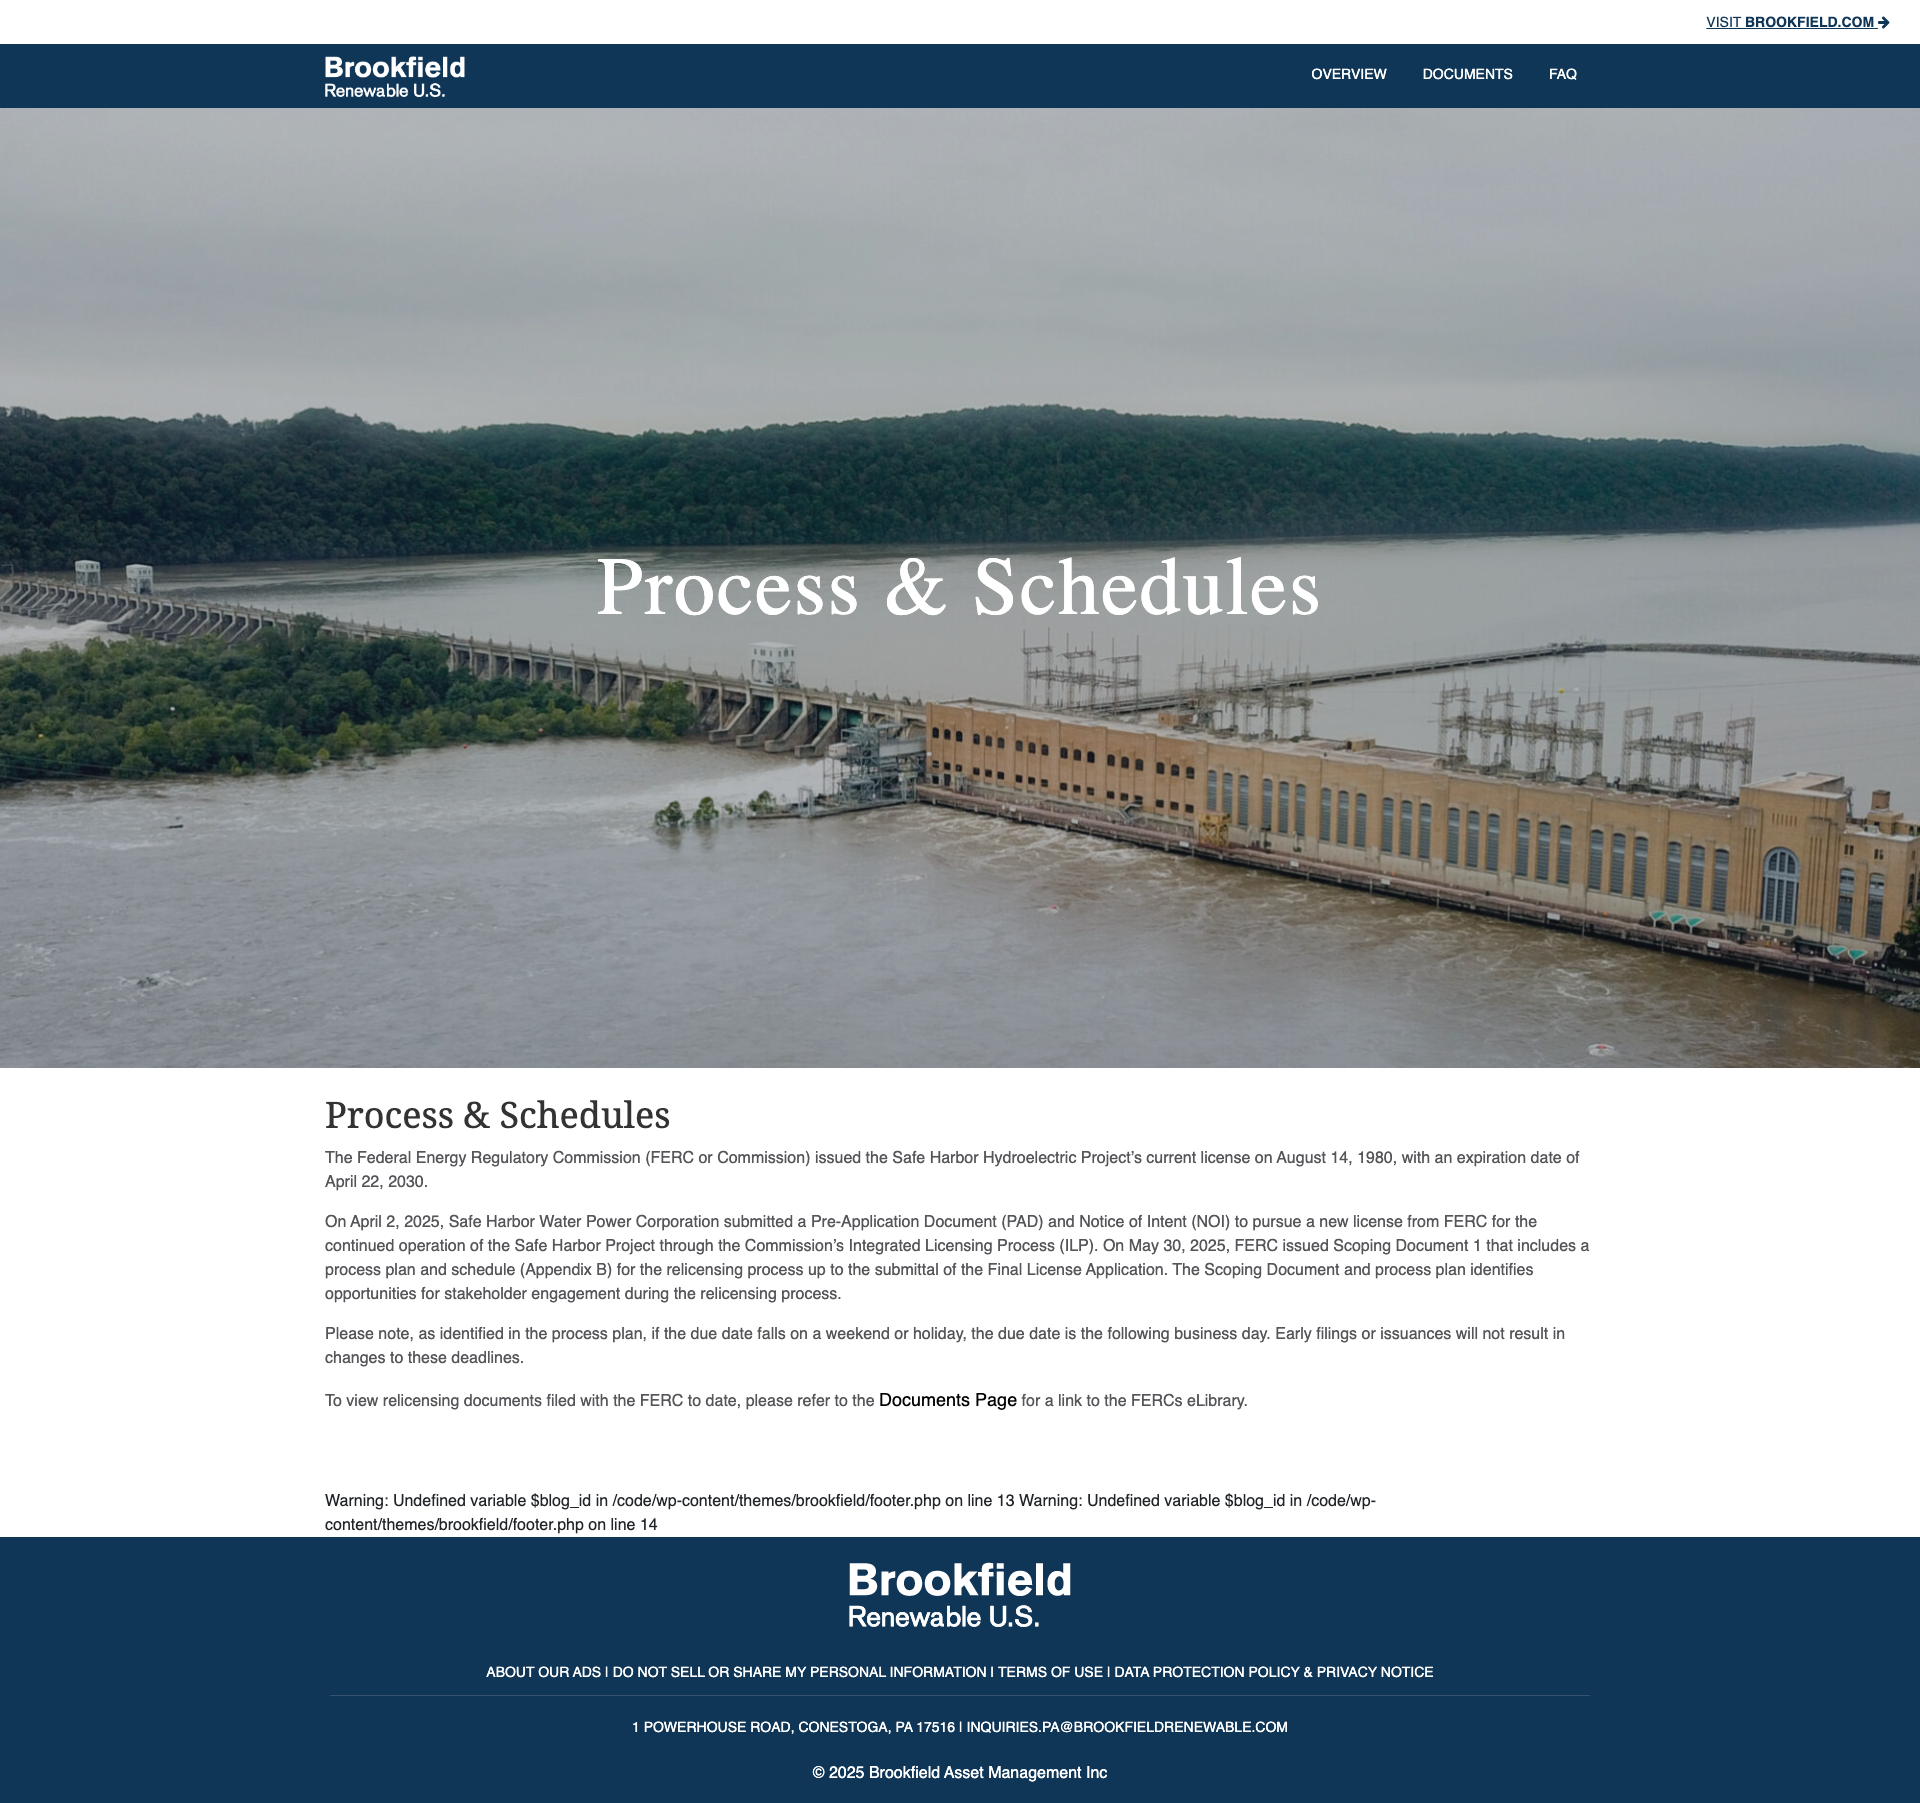 VISIT BROOKFIELD.COM
Brookfield
Renewable U.S.
OVERVIEW DOCUMENTS FAQ
Process & Schedules
Process & Schedules
The Federal Energy Regulatory Commission (FERC or Commission) issued the Safe Harbor Hydroelectric Project’s current license on August 14, 1980, with an expiration date of
April 22, 2030.
On April 2, 2025, Safe Harbor Water Power Corporation submitted a Pre-Application Document (PAD) and Notice of Intent (NOI) to pursue a new license from FERC for the
continued operation of the Safe Harbor Project through the Commission’s Integrated Licensing Process (ILP). On May 30, 2025, FERC issued Scoping Document 1 that includes a
process plan and schedule (Appendix B) for the relicensing process up to the submittal of the Final License Application. The Scoping Document and process plan identifies
opportunities for stakeholder engagement during the relicensing process.
Please note, as identified in the process plan, if the due date falls on a weekend or holiday, the due date is the following business day. Early filings or issuances will not result in
changes to these deadlines.
To view relicensing documents filed with the FERC to date, please refer to the Documents Page for a link to the FERCs eLibrary.
Warning: Undefined variable $blog_id in /code/wp-content/themes/brookfield/footer.php on line 13 Warning: Undefined variable $blog_id in /code/wp-
content/themes/brookfield/footer.php on line 14
Brookfield
Renewable U.S.
ABOUT OUR ADS | DO NOT SELL OR SHARE MY PERSONAL INFORMATION | TERMS OF USE | DATA PROTECTION POLICY & PRIVACY NOTICE
1 POWERHOUSE ROAD, CONESTOGA, PA 17516 | INQUIRIES.PA@BROOKFIELDRENEWABLE.COM
© 2025 Brookfield Asset Management Inc